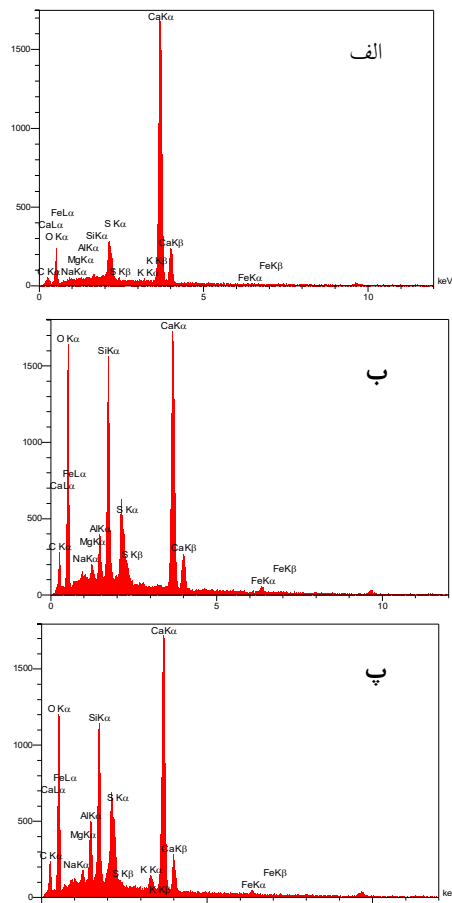 CaKα
1500
الف
1000
500
FeLα
CaLα
O Kα
S Kα
SiKα
AlKα
MgKα
C Kα
NaKα
S Kβ
K Kα
K Kβ
CaKβ
FeKα
FeKβ
0
0
5
10
keV
CaKα
O Kα
SiKα
1500
ب
1000
FeLα
CaLα
500
S Kα
AlKα
MgKα
C Kα
NaKα
S Kβ
CaKβ
FeKα
FeKβ
0
0
5
10
CaKα
1500
پ
O Kα
SiKα
1000
FeLα
CaLα
S Kα
AlKα
500
MgKα
C Kα
NaKα
S Kβ
K Kα
K Kβ
CaKβ
FeKα
FeKβ
0
ke